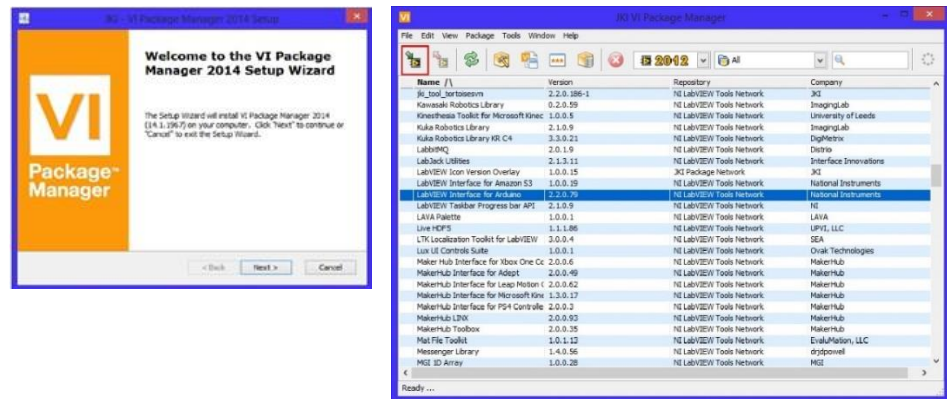 JKI - VI Package Manager 2014 Setup
VI
Package™
Manager
Welcome to the VI Package
Manager 2014 Setup Wizard
The Setup Wizard will install VI Package Manager 2014
(14.1.1967) on your computer. Click "Next" to continue or
"Cancel" to exit the Setup Wizard.
< Back Next > Cancel
VI JKI VI Package Manager
File Edit View Package Tools Window Help
2012 All
Name /\ Version Repository Company
jki_tool_tortoisesvn 2.2.0.186-1 NI LabVIEW Tools Network JKI
Kawasaki Robotics Library 0.2.0.59 NI LabVIEW Tools Network ImagingLab
Kinesthesia Toolkit for Microsoft Kinec 1.0.0.5 NI LabVIEW Tools Network University of Leeds
Kuka Robotics Library 2.1.0.9 NI LabVIEW Tools Network ImagingLab
Kuka Robotics Library KR C4 3.3.0.21 NI LabVIEW Tools Network DigiMetrix
LabbitMQ 2.0.1.9 NI LabVIEW Tools Network Distrio
LabJack Utilities 2.1.3.11 NI LabVIEW Tools Network Interface Innovations
LabVIEW Icon Version Overlay 1.0.0.15 JKI Package Network JKI
LabVIEW Interface for Amazon S3 1.0.0.19 NI LabVIEW Tools Network National Instruments
LabVIEW Interface for Arduino 2.2.0.79 NI LabVIEW Tools Network National Instruments
LabVIEW Taskbar Progress bar API 2.1.0.9 NI LabVIEW Tools Network NI
LAVA Palette 1.0.0.1 NI LabVIEW Tools Network LAVA
Live HDF5 1.1.1.86 NI LabVIEW Tools Network UPVI, LLC
LTK Localization Toolkit for LabVIEW 3.0.0.4 NI LabVIEW Tools Network SEA
Lux UI Controls Suite 1.0.0.1 NI LabVIEW Tools Network Ovak Technologies
Maker Hub Interface for Xbox One Cc 2.0.0.6 NI LabVIEW Tools Network MakerHub
MakerHub Interface for Adept 2.0.0.49 NI LabVIEW Tools Network MakerHub
MakerHub Interface for Leap Motion C 2.0.0.62 NI LabVIEW Tools Network MakerHub
MakerHub Interface for Microsoft Kine 1.3.0.17 NI LabVIEW Tools Network MakerHub
MakerHub Interface for PS4 Controlle 2.0.0.3 NI LabVIEW Tools Network MakerHub
MakerHub LINX 2.0.0.93 NI LabVIEW Tools Network MakerHub
MakerHub Toolbox 2.0.0.35 NI LabVIEW Tools Network MakerHub
Mat File Toolkit 1.0.1.13 NI LabVIEW Tools Network EvaluMation, LLC
Messenger Library 1.4.0.56 NI LabVIEW Tools Network drjdpowell
MGI 1D Array 1.0.0.28 NI LabVIEW Tools Network MGI
Ready ...